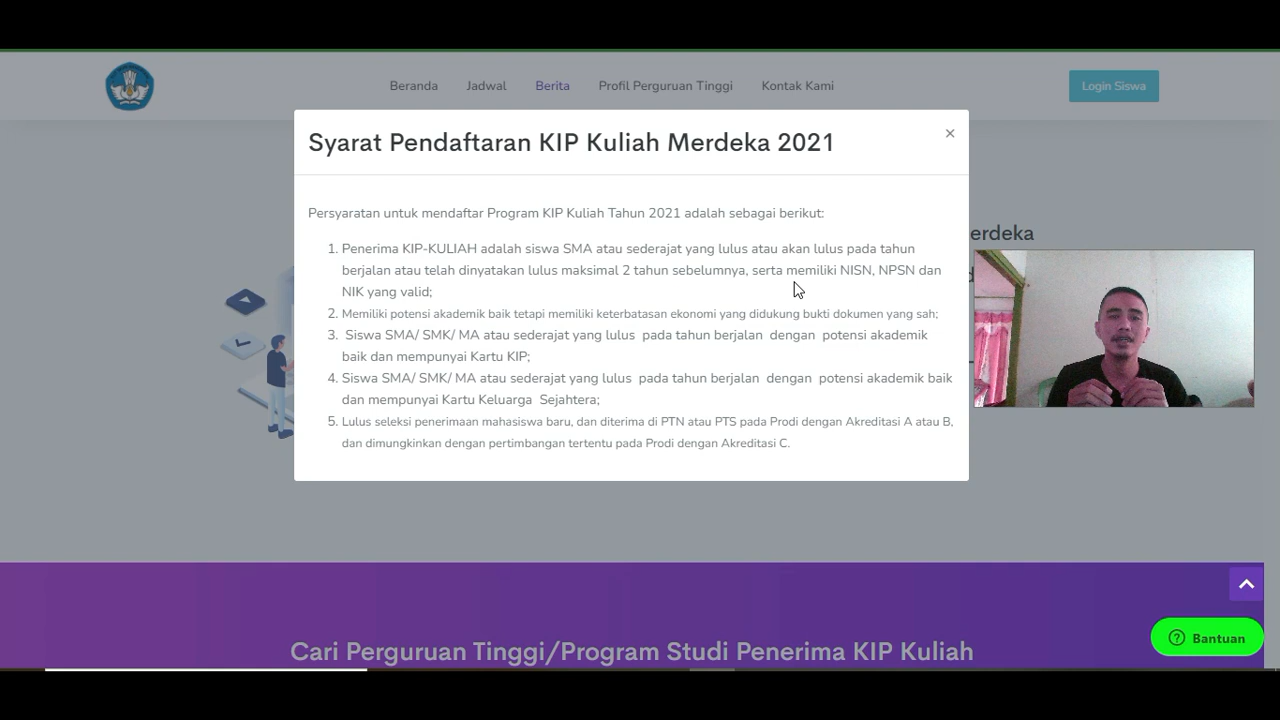 Beranda Jadwal Berita Profil Perguruan Tinggi Kontak Kami Login Siswa
Syarat Pendaftaran KIP Kuliah Merdeka 2021 ×
Persyaratan untuk mendaftar Program KIP Kuliah Tahun 2021 adalah sebagai berikut:
erdeka
1. Penerima KIP-KULIAH adalah siswa SMA atau sederajat yang lulus atau akan lulus pada tahun
berjalan atau telah dinyatakan lulus maksimal 2 tahun sebelumnya, serta memiliki NISN, NPSN dan
NIK yang valid;
2. Memiliki potensi akademik baik tetapi memiliki keterbatasan ekonomi yang didukung bukti dokumen yang sah;
3. Siswa SMA/ SMK/ MA atau sederajat yang lulus pada tahun berjalan dengan potensi akademik
baik dan mempunyai Kartu KIP;
4. Siswa SMA/ SMK/ MA atau sederajat yang lulus pada tahun berjalan dengan potensi akademik baik
dan mempunyai Kartu Keluarga Sejahtera;
5. Lulus seleksi penerimaan mahasiswa baru, dan diterima di PTN atau PTS pada Prodi dengan Akreditasi A atau B,
dan dimungkinkan dengan pertimbangan tertentu pada Prodi dengan Akreditasi C.
Bantuan
Cari Perguruan Tinggi/Program Studi Penerima KIP Kuliah